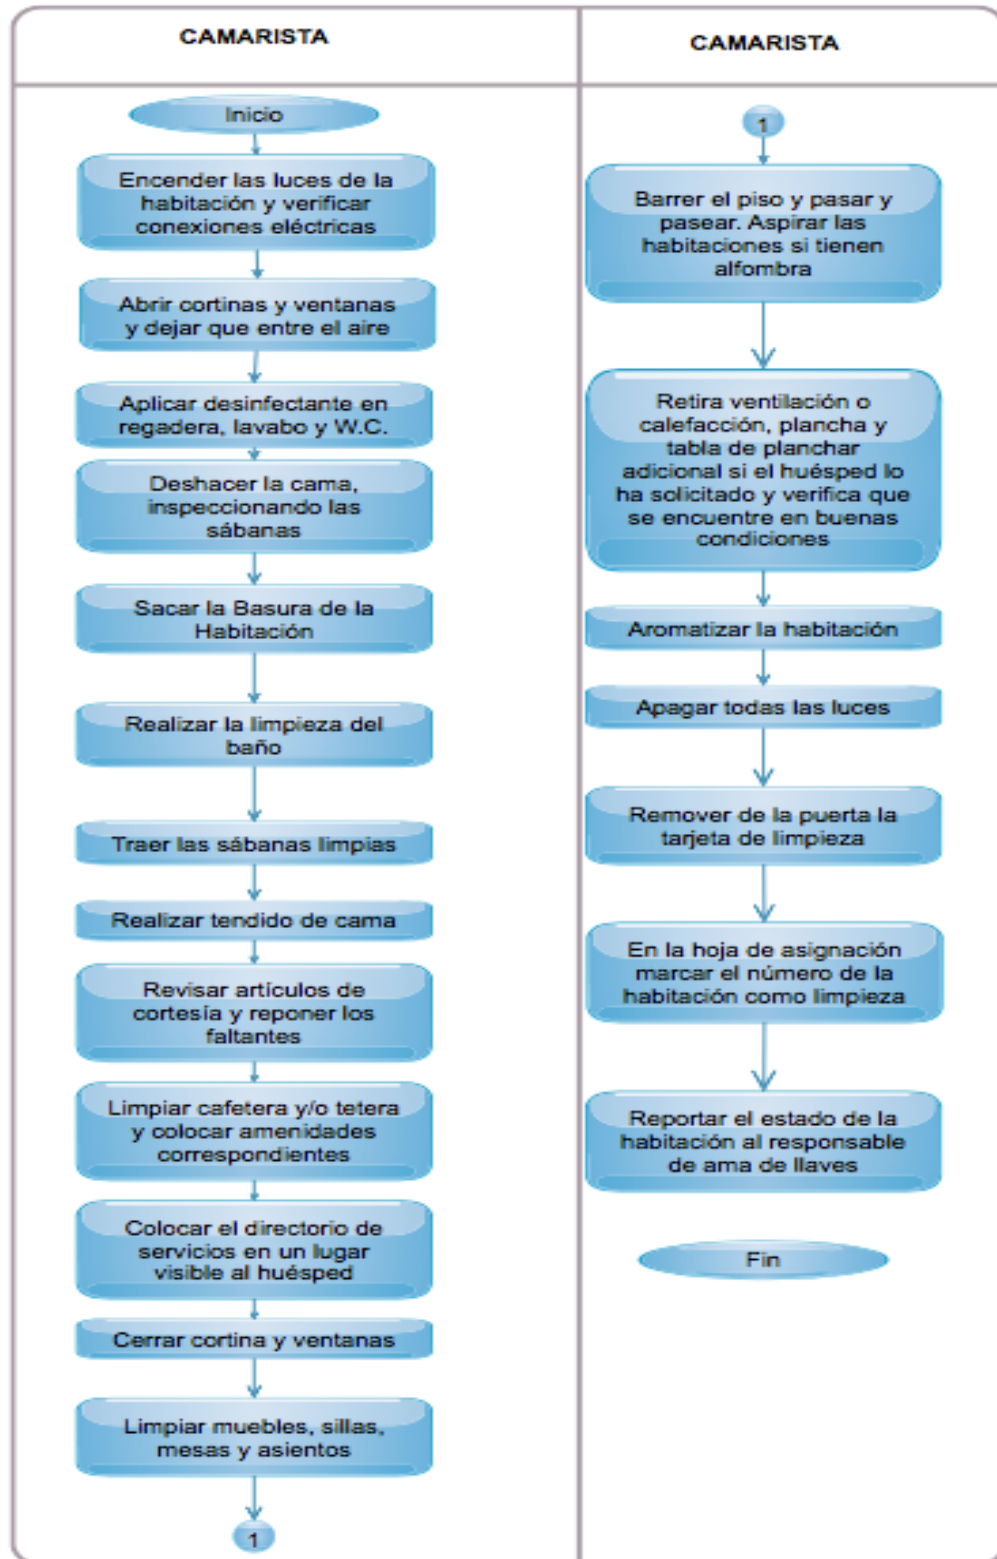 CAMARISTA
Inicio
Encender las luces de la
habitación y verificar
conexiones eléctricas
Abrir cortinas y ventanas
y dejar que entre el aire
Aplicar desinfectante en
regadera, lavabo y W.C.
Deshacer la cama,
inspeccionando las
sábanas
Sacar la Basura de la
Habitación
Realizar la limpieza del
baño
Traer las sábanas limpias
Realizar tendido de cama
Revisar artículos de
cortesía y reponer los
faltantes
Limpiar cafetera y/o tetera
y colocar amenidades
correspondientes
Colocar el directorio de
servicios en un lugar
visible al huésped
Cerrar cortina y ventanas
Limpiar muebles, sillas,
mesas y asientos
1
CAMARISTA
1
Barrer el piso y pasar y
pasear. Aspirar las
habitaciones si tienen
alfombra
Retira ventilación o
calefacción, plancha y
tabla de planchar
adicional si el huésped lo
ha solicitado y verifica que
se encuentre en buenas
condiciones
Aromatizar la habitación
Apagar todas las luces
Remover de la puerta la
tarjeta de limpieza
En la hoja de asignación
marcar el número de la
habitación como limpieza
Reportar el estado de la
habitación al responsable
de ama de llaves
Fin